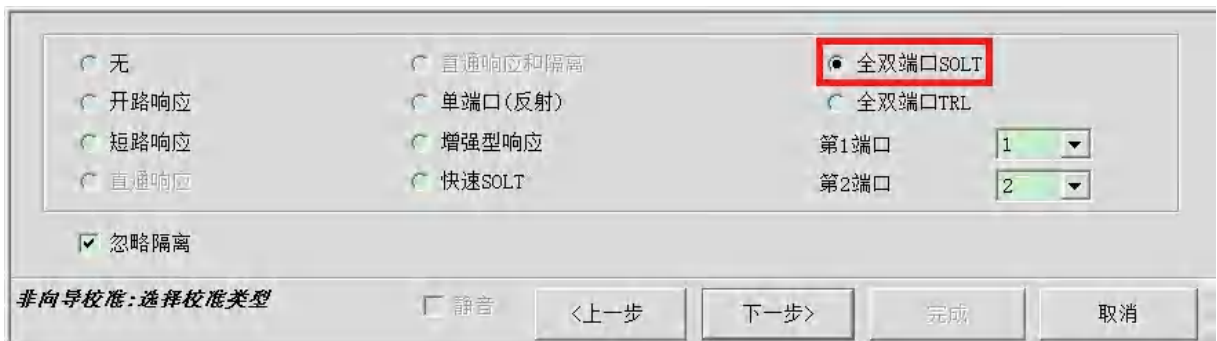 无
直通响应和隔离
全双端口SOLT
开路响应
单端口(反射)
全双端口TRL
短路响应
增强型响应
第1端口
1
直通响应
快速SOLT
第2端口
2
忽略隔离
非向导校准:选择校准类型
静音
<上一步
下一步>
完成
取消